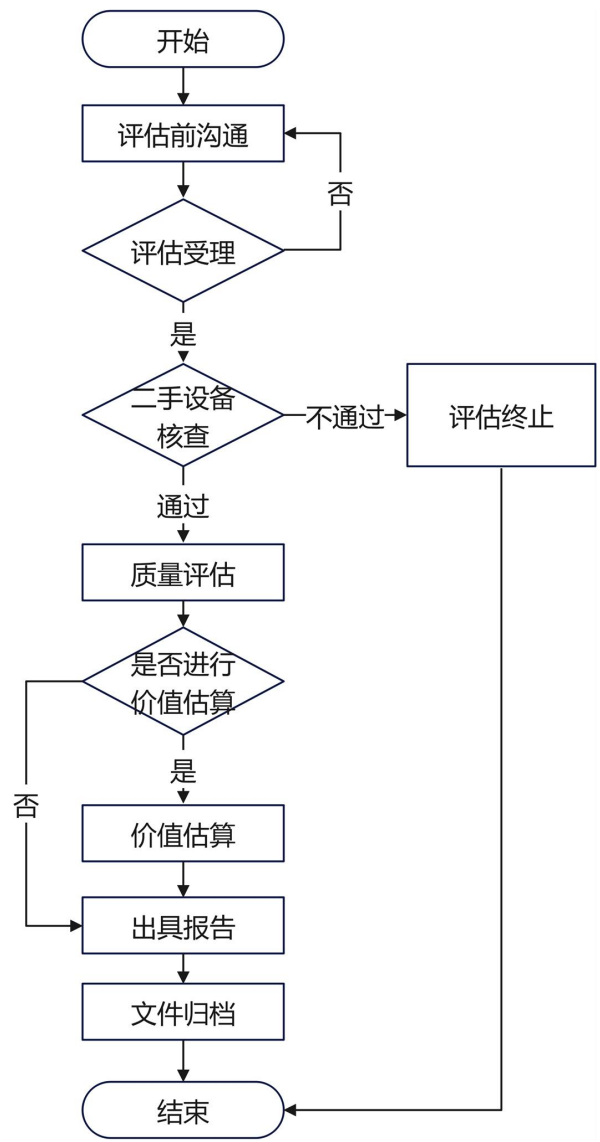 开始
评估前沟通
否
评估受理
是
二手设备
核查
不通过
评估终止
通过
质量评估
是否进行
价值估算
是
否
价值估算
出具报告
文件归档
结束